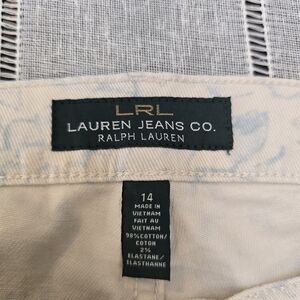 LRL
LAUREN JEANS CO.
RALPH LAUREN
14
MADE IN
VIETNAM
FAIT AU
VIETNAM
98% COTTON/
COTON
2%
ELASTANE/
ELASTHANNE